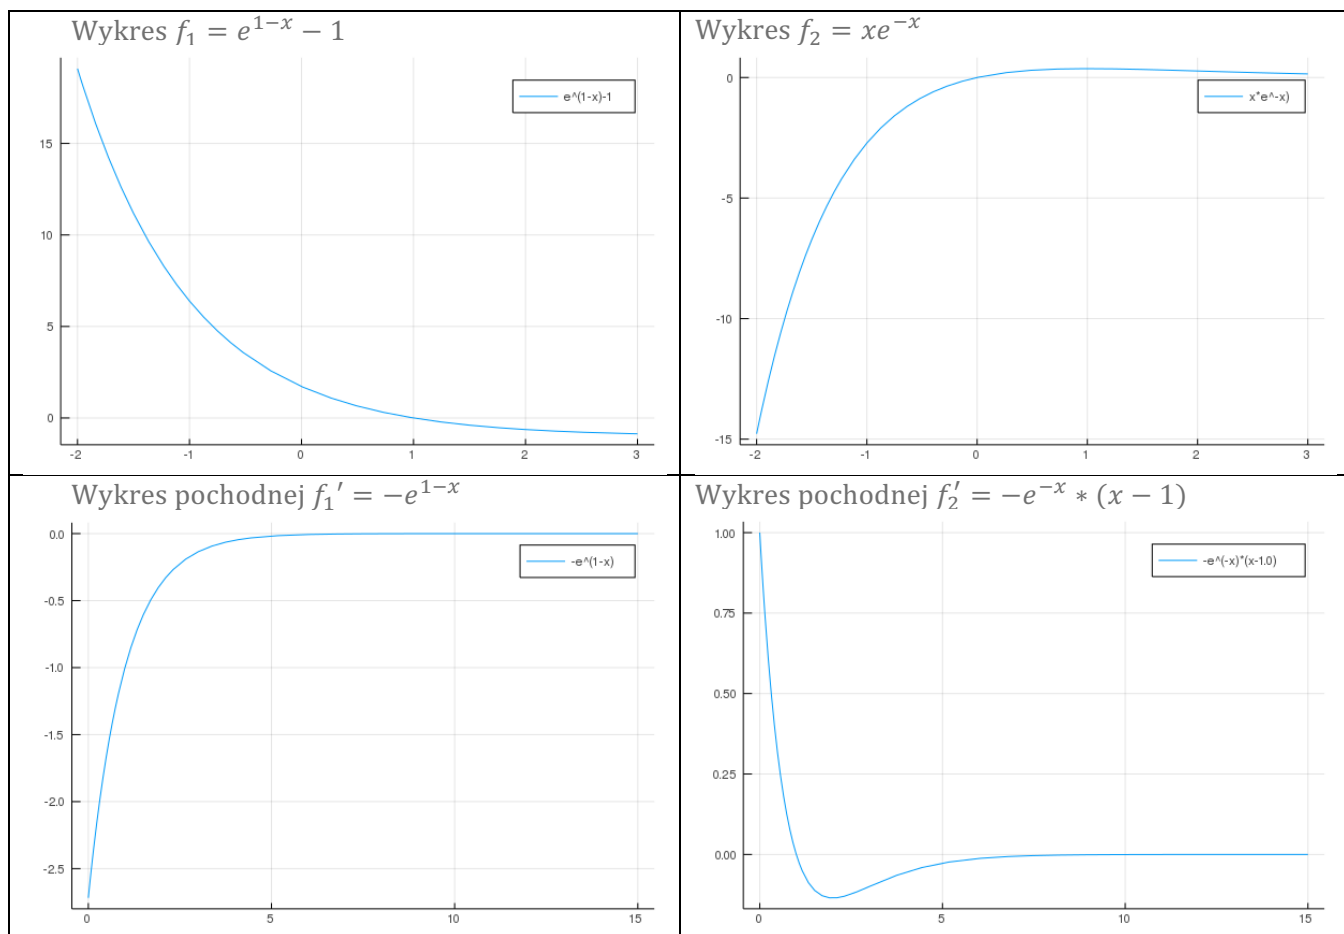 Wykres f₁ = e¹⁻ˣ − 1
e^(1-x)-1
15
10
5
0
-2 -1 0 1 2 3
Wykres f₂ = xe⁻ˣ
x*e^-x)
0
-5
-10
-15
-2 -1 0 1 2 3
Wykres pochodnej f₁′ = −e¹⁻ˣ
-e^(1-x)
0.0
-0.5
-1.0
-1.5
-2.0
-2.5
0 5 10 15
Wykres pochodnej f₂′ = −e⁻ˣ * (x − 1)
-e^(-x)*(x-1.0)
1.00
0.75
0.50
0.25
0.00
0 5 10 15